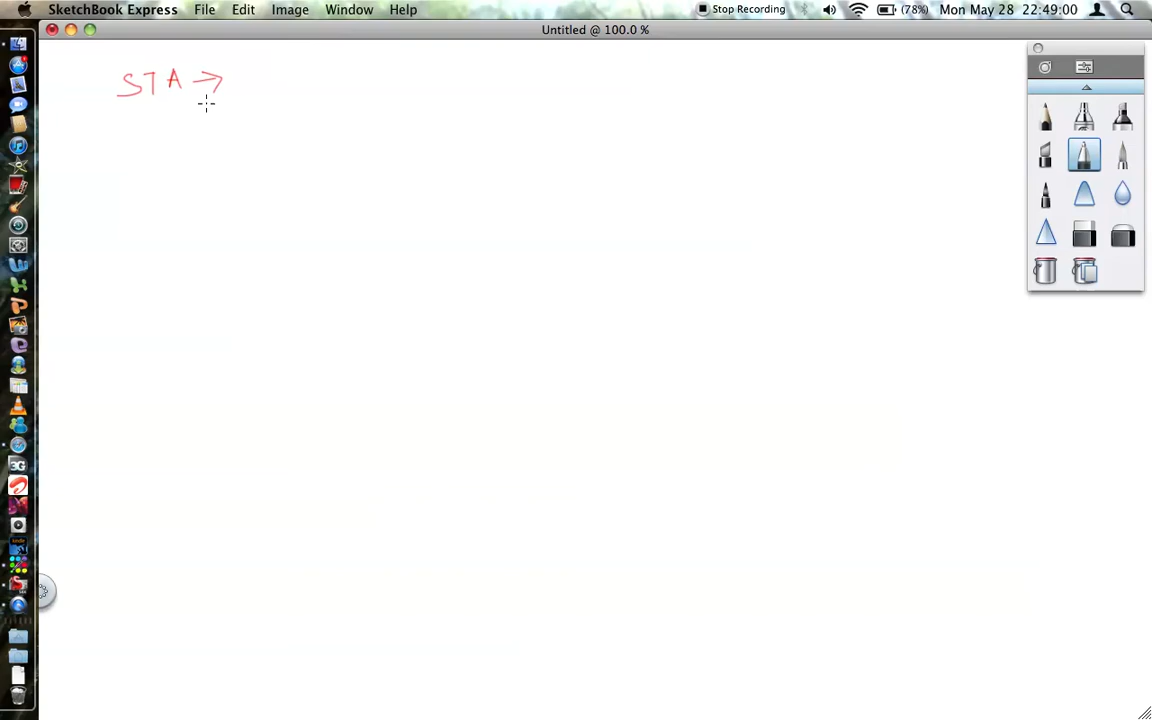 SketchBook Express File Edit Image Window Help Stop Recording (78%) Mon May 28 22:49:00
Untitled @ 100.0 %
STA →
3G